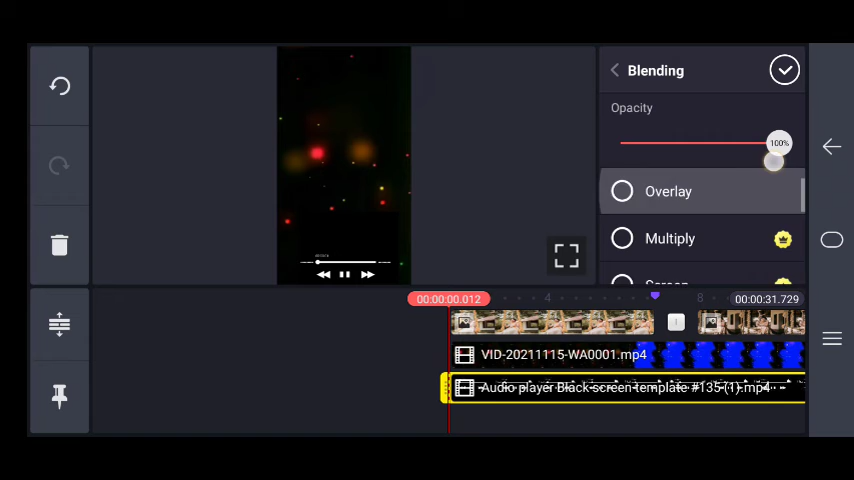 Blending
Opacity
100%
Overlay
Multiply
Screen
00:00:00.012
4
8
00:00:31.729
VID-20211115-WA0001.mp4
Audio player Black screen template #135 (1).mp4